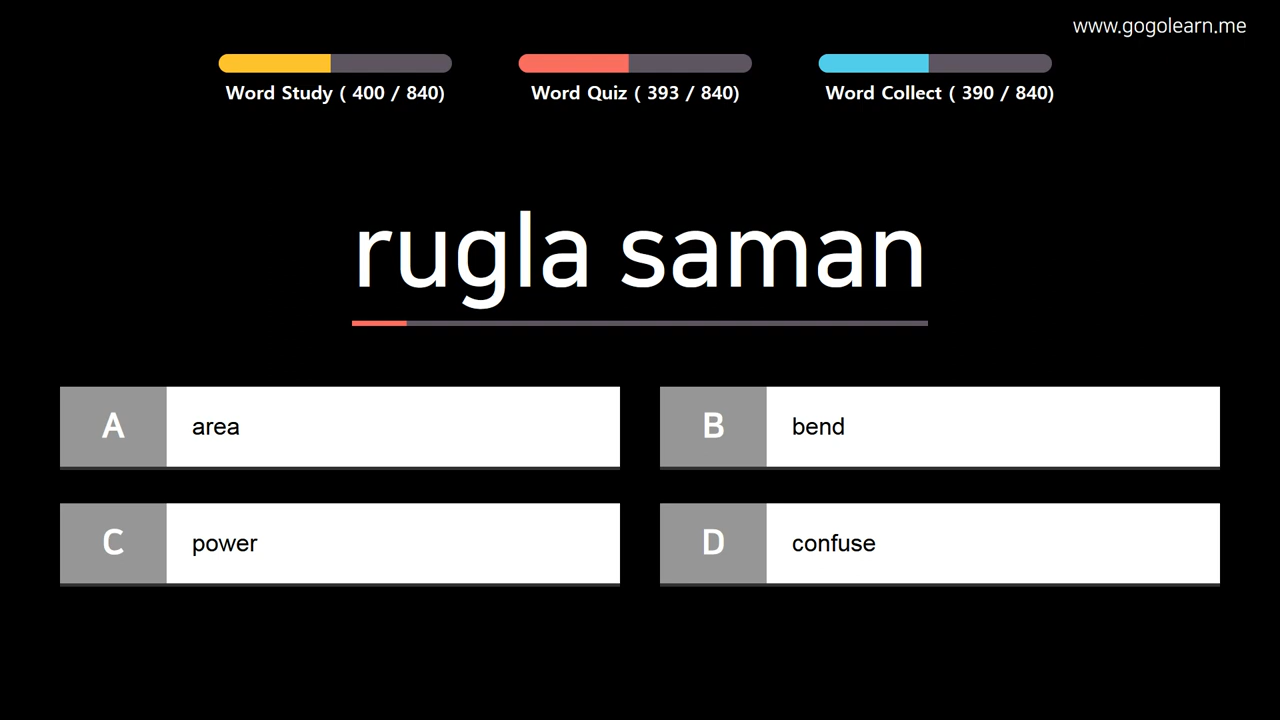 www.gogolearn.me
Word Study ( 400 / 840)
Word Quiz ( 393 / 840)
Word Collect ( 390 / 840)
rugla saman
A area
B bend
C power
D confuse